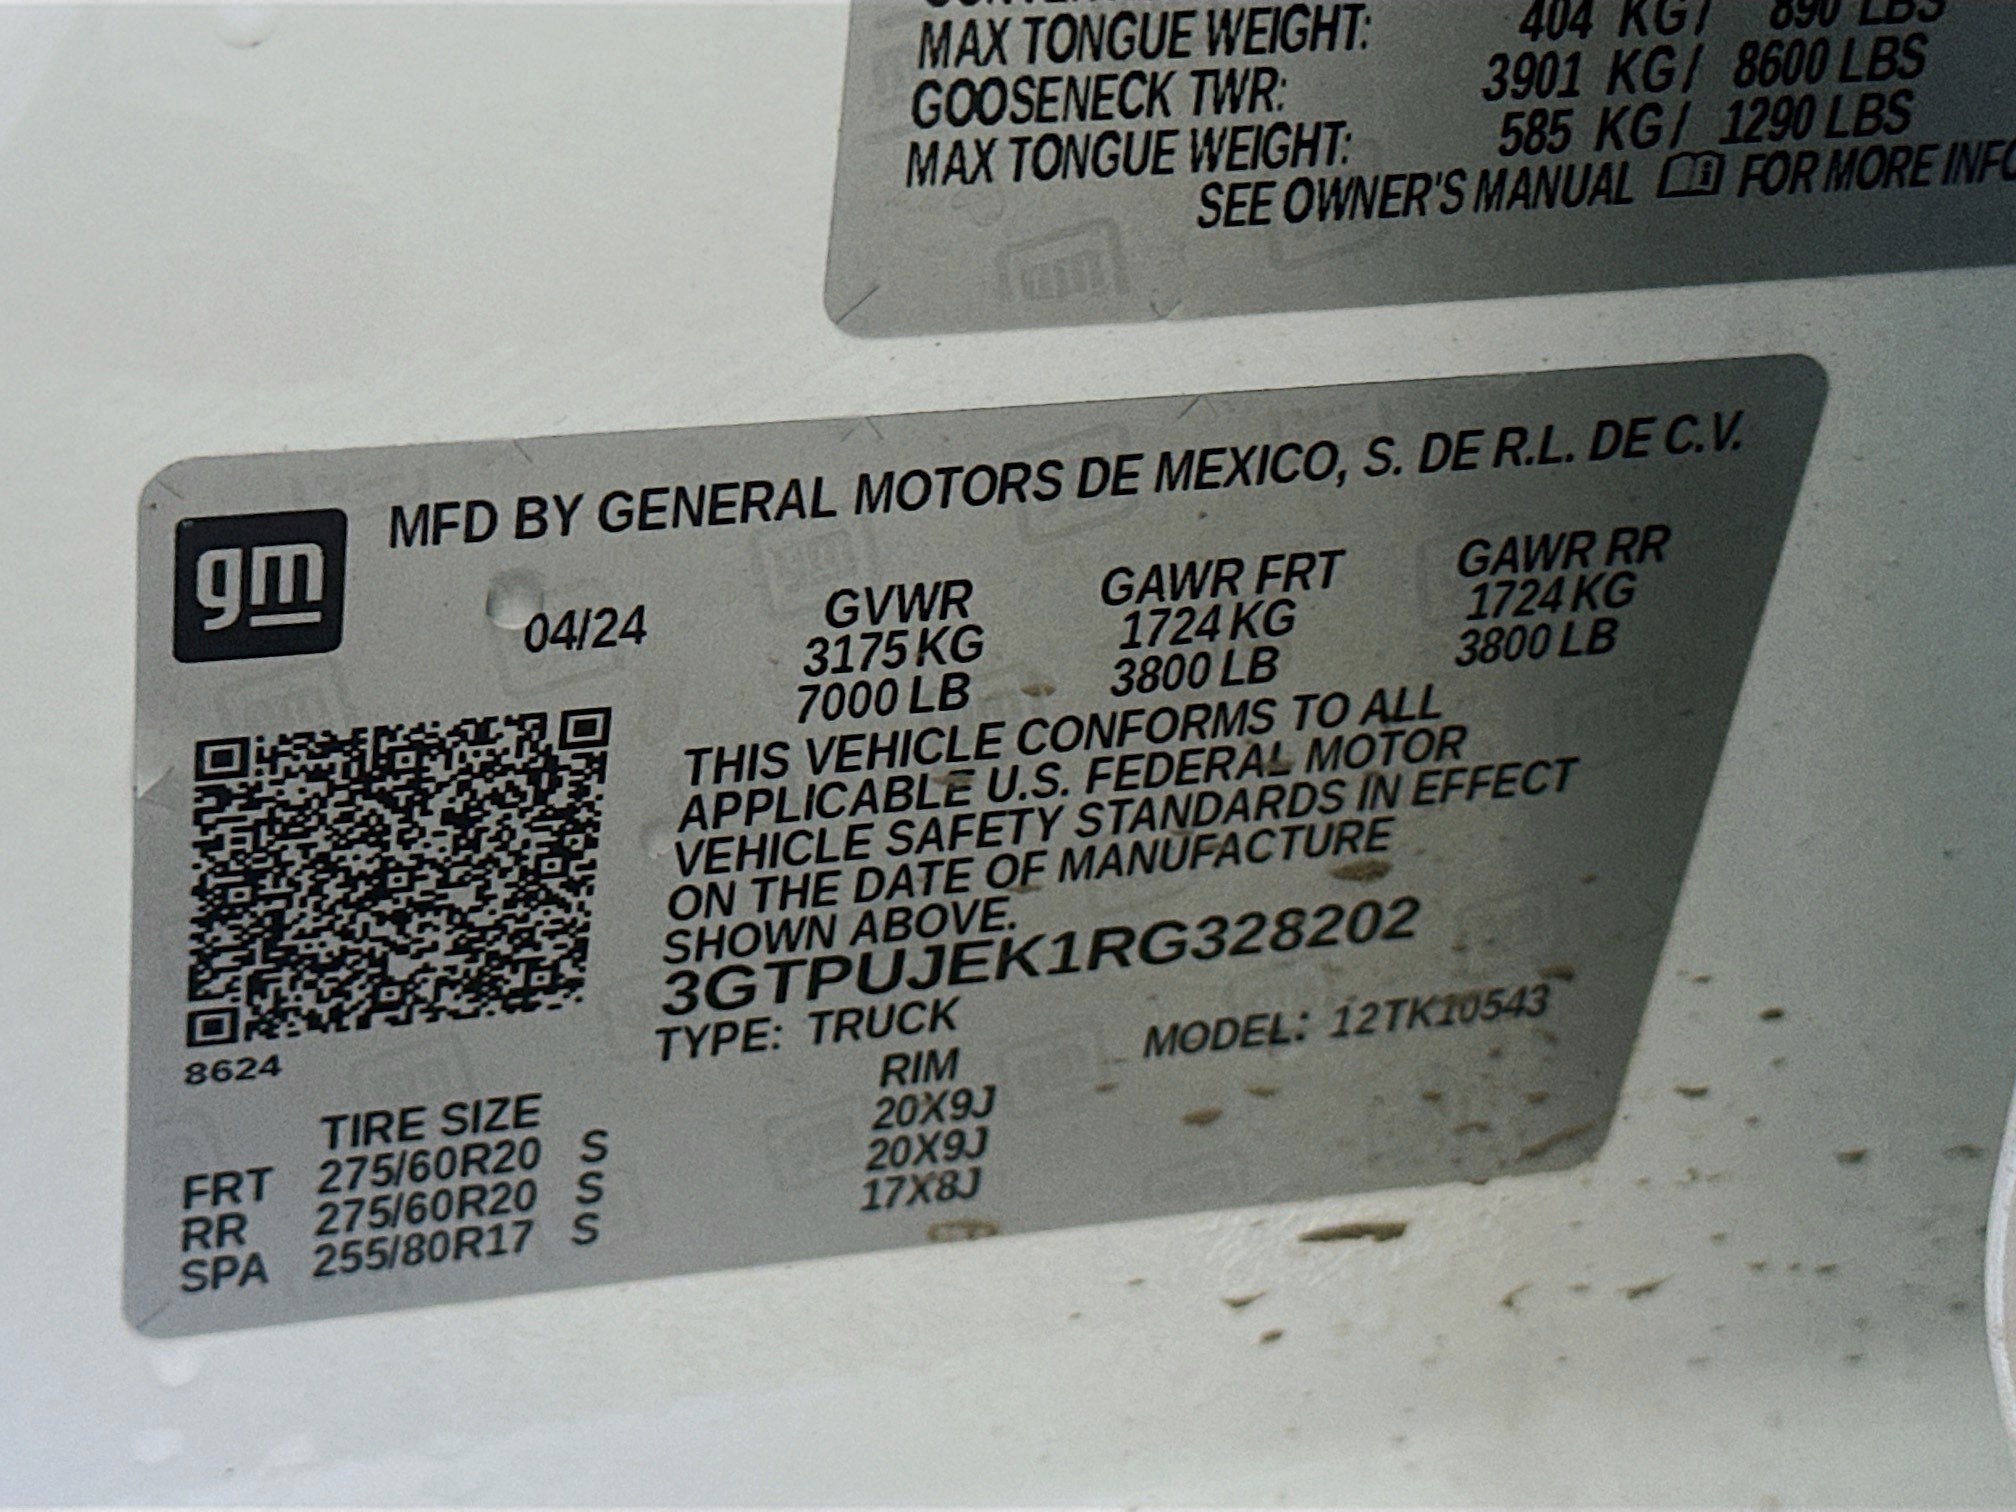 MAX TONGUE WEIGHT: 404 KG / 890 LBS
GOOSENECK TWR: 3901 KG / 8600 LBS
MAX TONGUE WEIGHT: 585 KG / 1290 LBS
SEE OWNER'S MANUAL FOR MORE INFO
gm
MFD BY GENERAL MOTORS DE MEXICO, S. DE R.L. DE C.V.
04/24
GVWR GAWR FRT GAWR RR
3175 KG 1724 KG 1724 KG
7000 LB 3800 LB 3800 LB
THIS VEHICLE CONFORMS TO ALL
APPLICABLE U.S. FEDERAL MOTOR
VEHICLE SAFETY STANDARDS IN EFFECT
ON THE DATE OF MANUFACTURE
SHOWN ABOVE.
3GTPUJEK1RG328202
TYPE: TRUCK MODEL: 12TK10543
8624
TIRE SIZE RIM
FRT 275/60R20 S 20X9J
RR 275/60R20 S 20X9J
SPA 255/80R17 S 17X8J